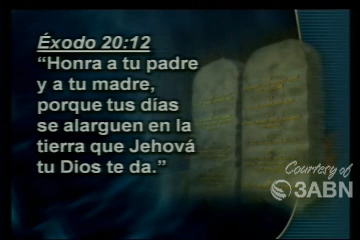 Éxodo 20:12
“Honra a tu padre
y a tu madre,
porque tus días
se alarguen en la
tierra que Jehová
tu Dios te da.”
Courtesy of
3ABN